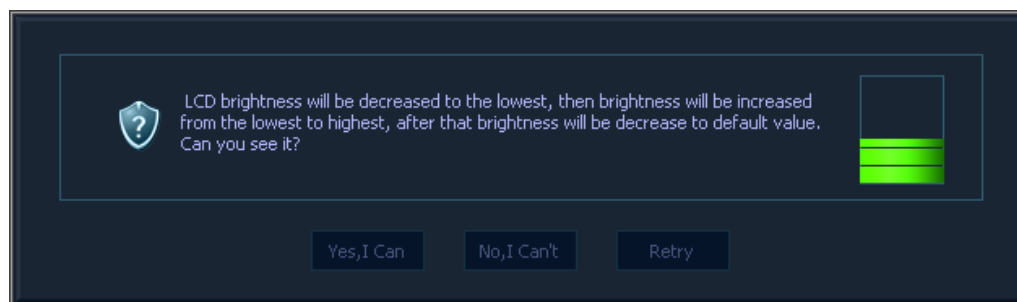 LCD brightness will be decreased to the lowest, then brightness will be increased
from the lowest to highest, after that brightness will be decrease to default value.
Can you see it?
Yes,I Can No,I Can't Retry